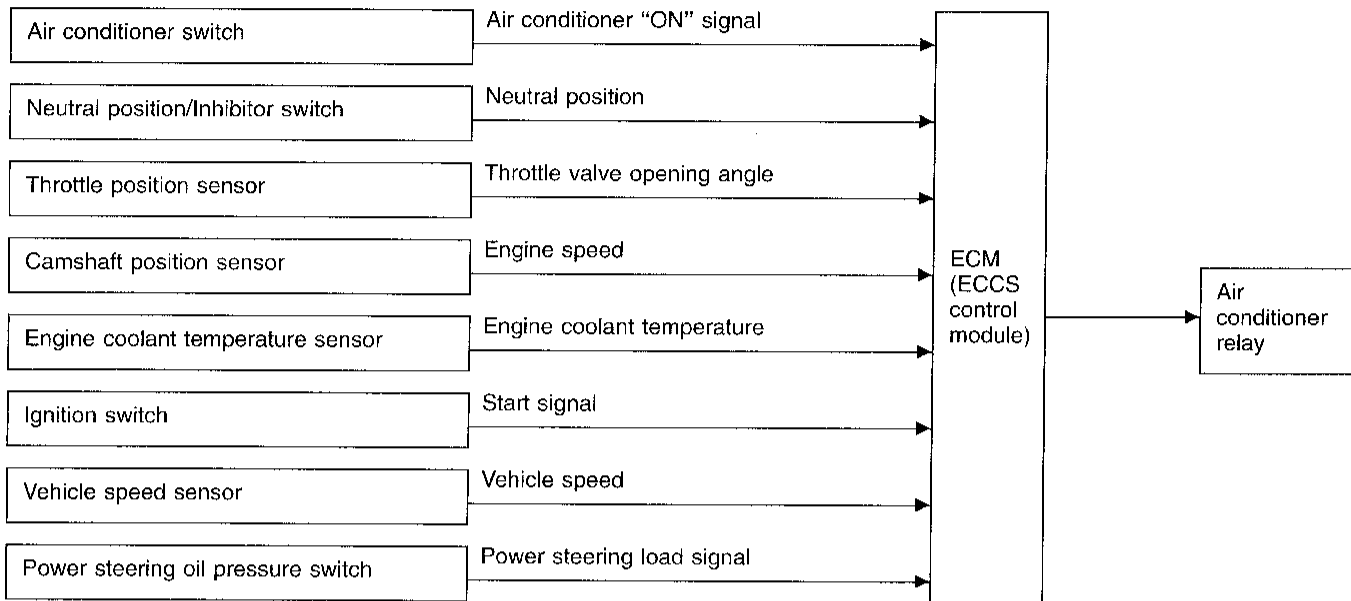 Air conditioner switch
Air conditioner “ON” signal
Neutral position/Inhibitor switch
Neutral position
Throttle position sensor
Throttle valve opening angle
Camshaft position sensor
Engine speed
Engine coolant temperature sensor
Engine coolant temperature
Ignition switch
Start signal
Vehicle speed sensor
Vehicle speed
Power steering oil pressure switch
Power steering load signal
ECM
(ECCS
control
module)
Air
conditioner
relay